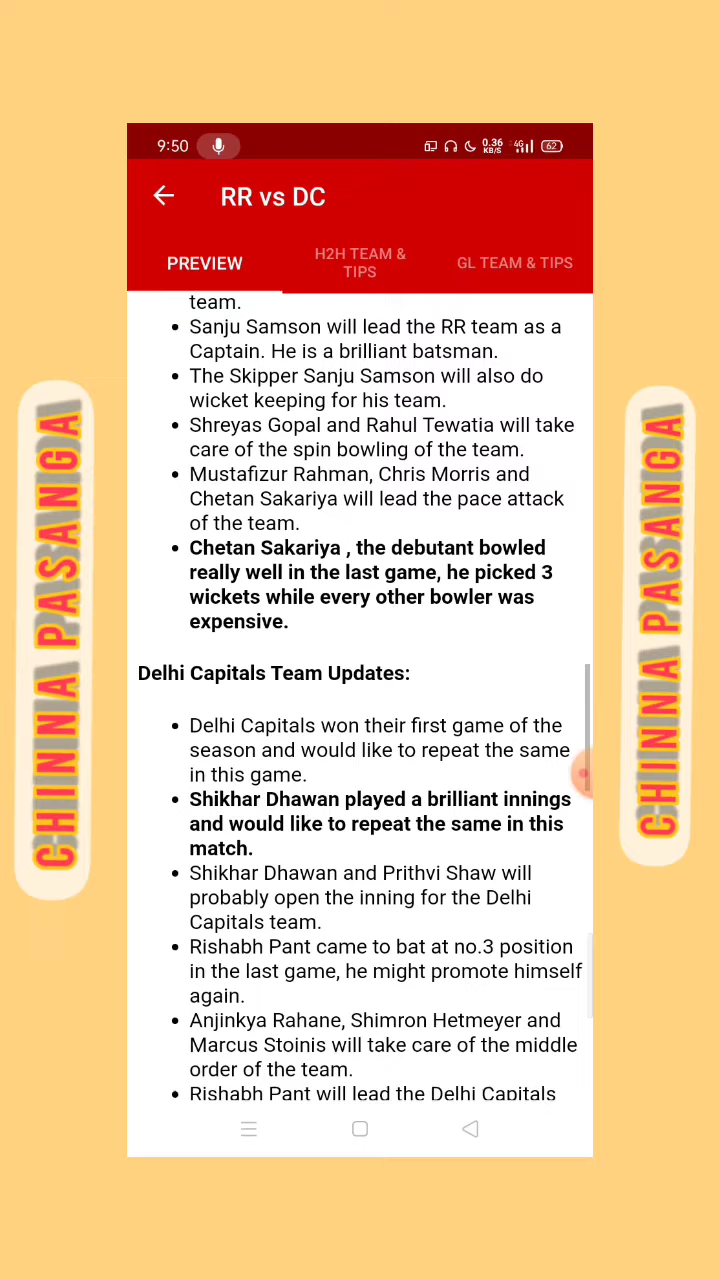 9:50
0.36
KB/S
4G
62
RR vs DC
PREVIEW
H2H TEAM &
TIPS
GL TEAM & TIPS
team.
• Sanju Samson will lead the RR team as a
Captain. He is a brilliant batsman.
• The Skipper Sanju Samson will also do
wicket keeping for his team.
• Shreyas Gopal and Rahul Tewatia will take
care of the spin bowling of the team.
• Mustafizur Rahman, Chris Morris and
Chetan Sakariya will lead the pace attack
of the team.
• Chetan Sakariya , the debutant bowled
really well in the last game, he picked 3
wickets while every other bowler was
expensive.
Delhi Capitals Team Updates:
• Delhi Capitals won their first game of the
season and would like to repeat the same
in this game.
• Shikhar Dhawan played a brilliant innings
and would like to repeat the same in this
match.
• Shikhar Dhawan and Prithvi Shaw will
probably open the inning for the Delhi
Capitals team.
• Rishabh Pant came to bat at no.3 position
in the last game, he might promote himself
again.
• Anjinkya Rahane, Shimron Hetmeyer and
Marcus Stoinis will take care of the middle
order of the team.
• Rishabh Pant will lead the Delhi Capitals
CHINNA PASANGA
CHINNA PASANGA